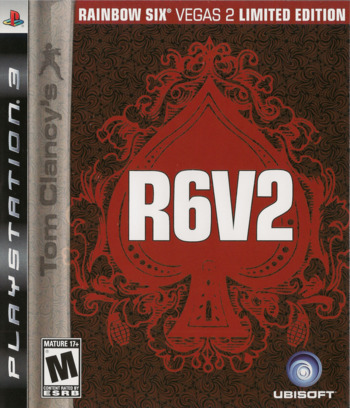 RAINBOW SIX® VEGAS 2 LIMITED EDITION
PLAYSTATION®3
Tom Clancy's
R6V2
MATURE 17+
M
CONTENT RATED BY
ESRB
UBISOFT